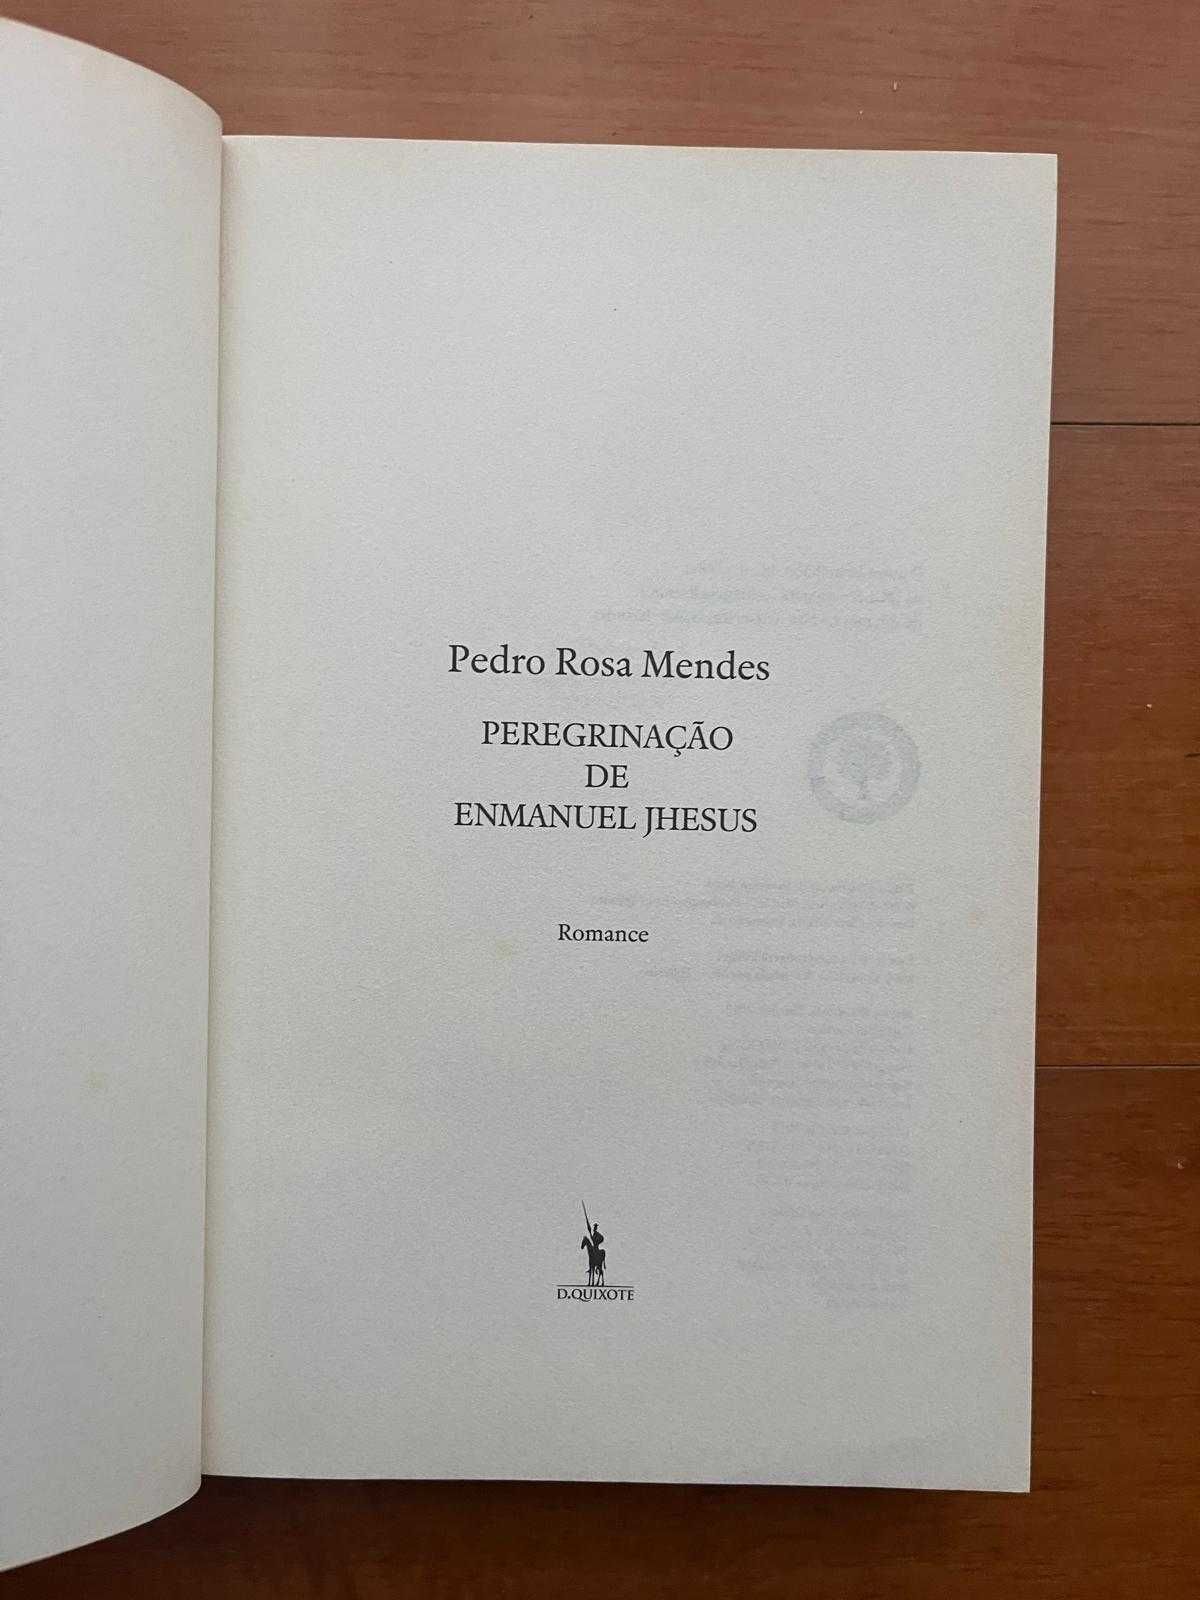 Pedro Rosa Mendes
PEREGRINAÇÃO
DE
ENMANUEL JHESUS
Romance
D.QUIXOTE